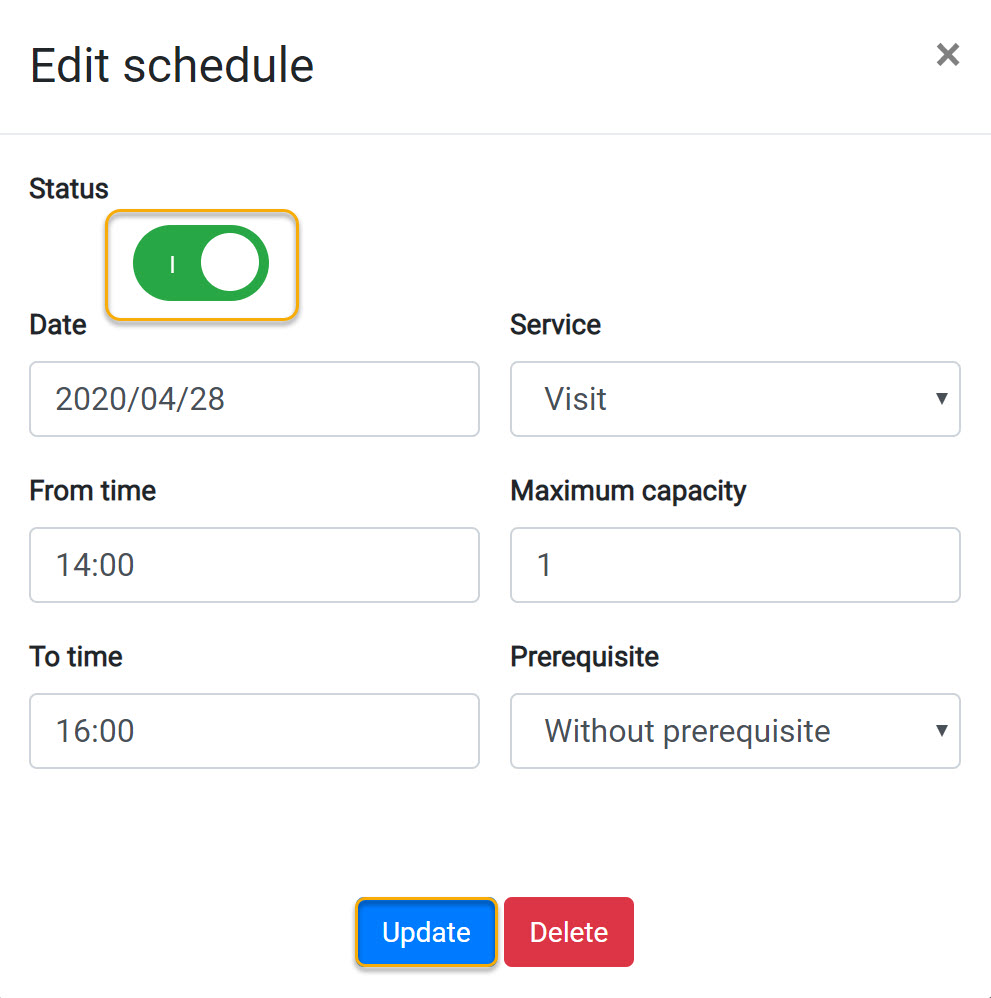 Edit schedule
×
Status
I
Date
Service
2020/04/28
Visit
From time
Maximum capacity
14:00
1
To time
Prerequisite
16:00
Without prerequisite
Update
Delete